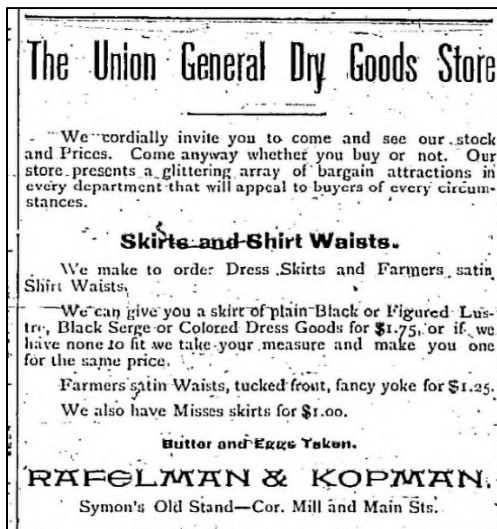 The Union General Dry Goods Store
We cordially invite you to come and see our stock
and Prices. Come anyway whether you buy or not. Our
store presents a glittering array of bargain attractions in
every department that will appeal to buyers of every circum-
stances.
Skirts and Shirt Waists.
We make to order Dress Skirts and Farmers satin
Shirt Waists.
We can give you a skirt of plain Black or Figured Lus-
tre, Black Serge or Colored Dress Goods for $1.75, or if we
have none to fit we take your measure and make you one
for the same price.
Farmers satin Waists, tucked front, fancy yoke for $1.25.
We also have Misses skirts for $1.00.
Butter and Eggs Taken.
RAFELMAN & KOPMAN.
Symon's Old Stand—Cor. Mill and Main Sts.